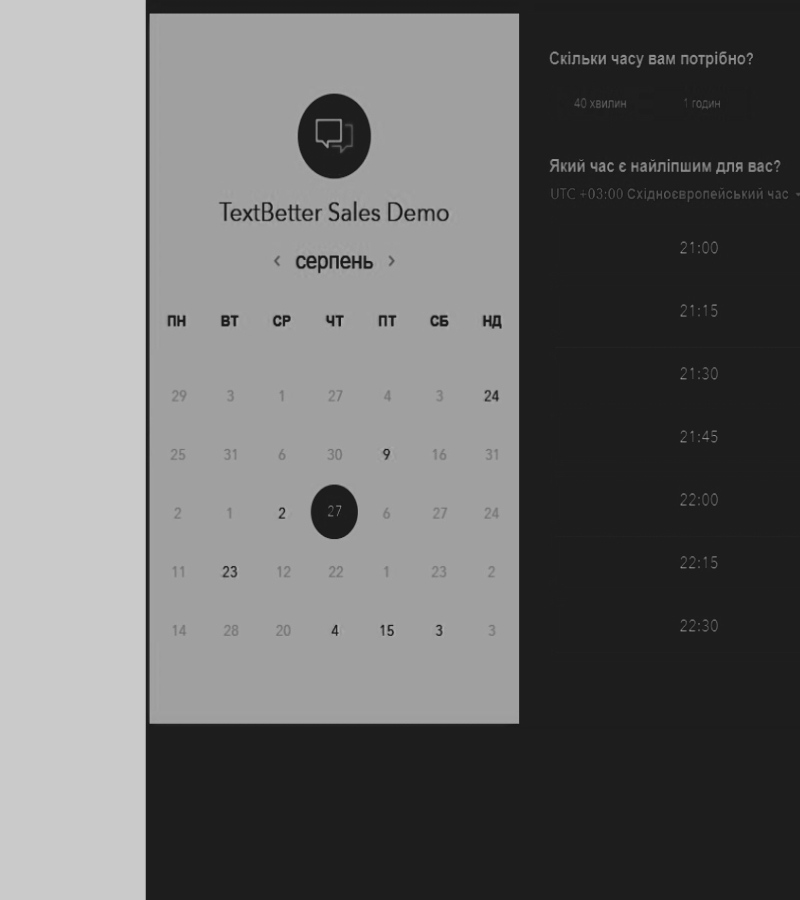 TextBetter Sales Demo
< серпень >
ПН ВТ СР ЧТ ПТ СБ НД
29 3 1 27 4 3 24
25 31 6 30 9 16 31
2 1 2 27 6 27 24
11 23 12 22 1 23 2
14 28 20 4 15 3 3
Скільки часу вам потрібно?
40 хвилин 1 годин
Який час є найліпшим для вас?
UTC +03:00 Східноєвропейський час
21:00
21:15
21:30
21:45
22:00
22:15
22:30